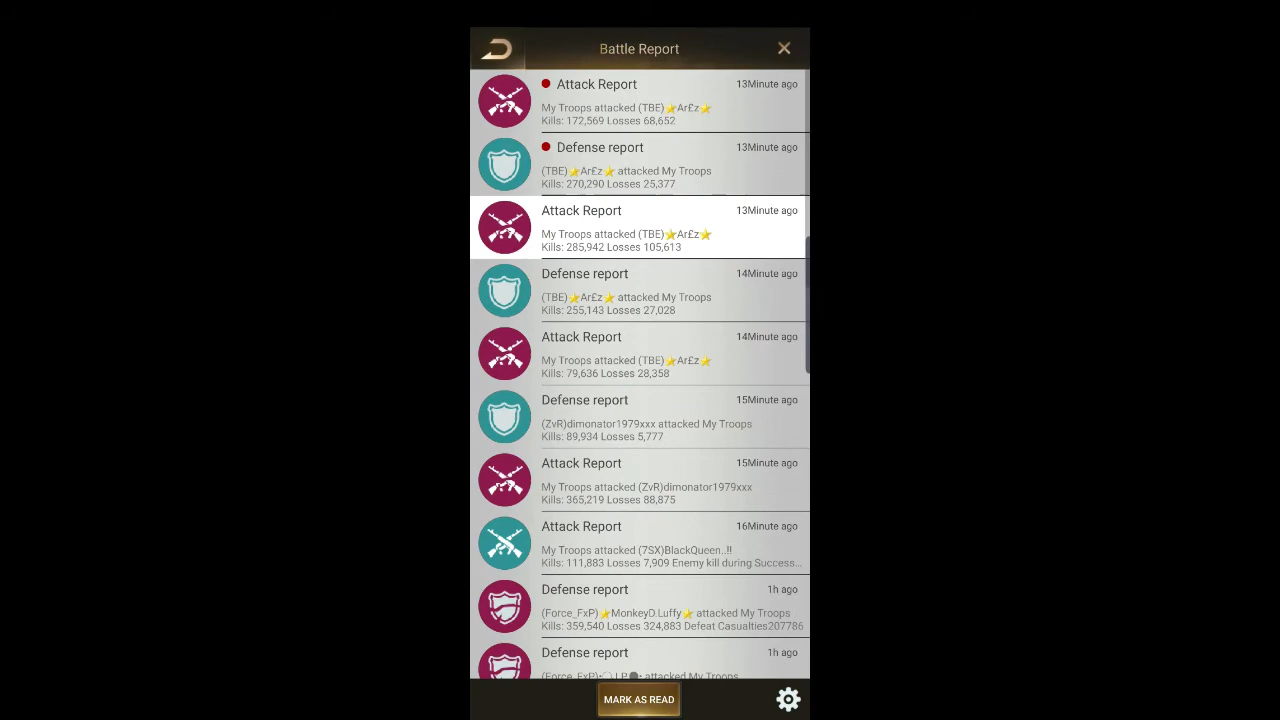 Battle Report
Attack Report 13Minute ago
My Troops attacked (TBE)⭐Ar£z⭐
Kills: 172,569 Losses 68,652
Defense report 13Minute ago
(TBE)⭐Ar£z⭐ attacked My Troops
Kills: 270,290 Losses 25,377
Attack Report 13Minute ago
My Troops attacked (TBE)⭐Ar£z⭐
Kills: 285,942 Losses 105,613
Defense report 14Minute ago
(TBE)⭐Ar£z⭐ attacked My Troops
Kills: 255,143 Losses 27,028
Attack Report 14Minute ago
My Troops attacked (TBE)⭐Ar£z⭐
Kills: 79,636 Losses 28,358
Defense report 15Minute ago
(ZvR)dimonator1979xxx attacked My Troops
Kills: 89,934 Losses 5,777
Attack Report 15Minute ago
My Troops attacked (ZvR)dimonator1979xxx
Kills: 365,219 Losses 88,875
Attack Report 16Minute ago
My Troops attacked (7SX)BlackQueen..!!
Kills: 111,883 Losses 7,909 Enemy kill during Success...
Defense report 1h ago
(Force_FxP)⭐MonkeyD.Luffy⭐ attacked My Troops
Kills: 359,540 Losses 324,883 Defeat Casualties207786
Defense report 1h ago
(Force_FxP) attacked My Troops
MARK AS READ